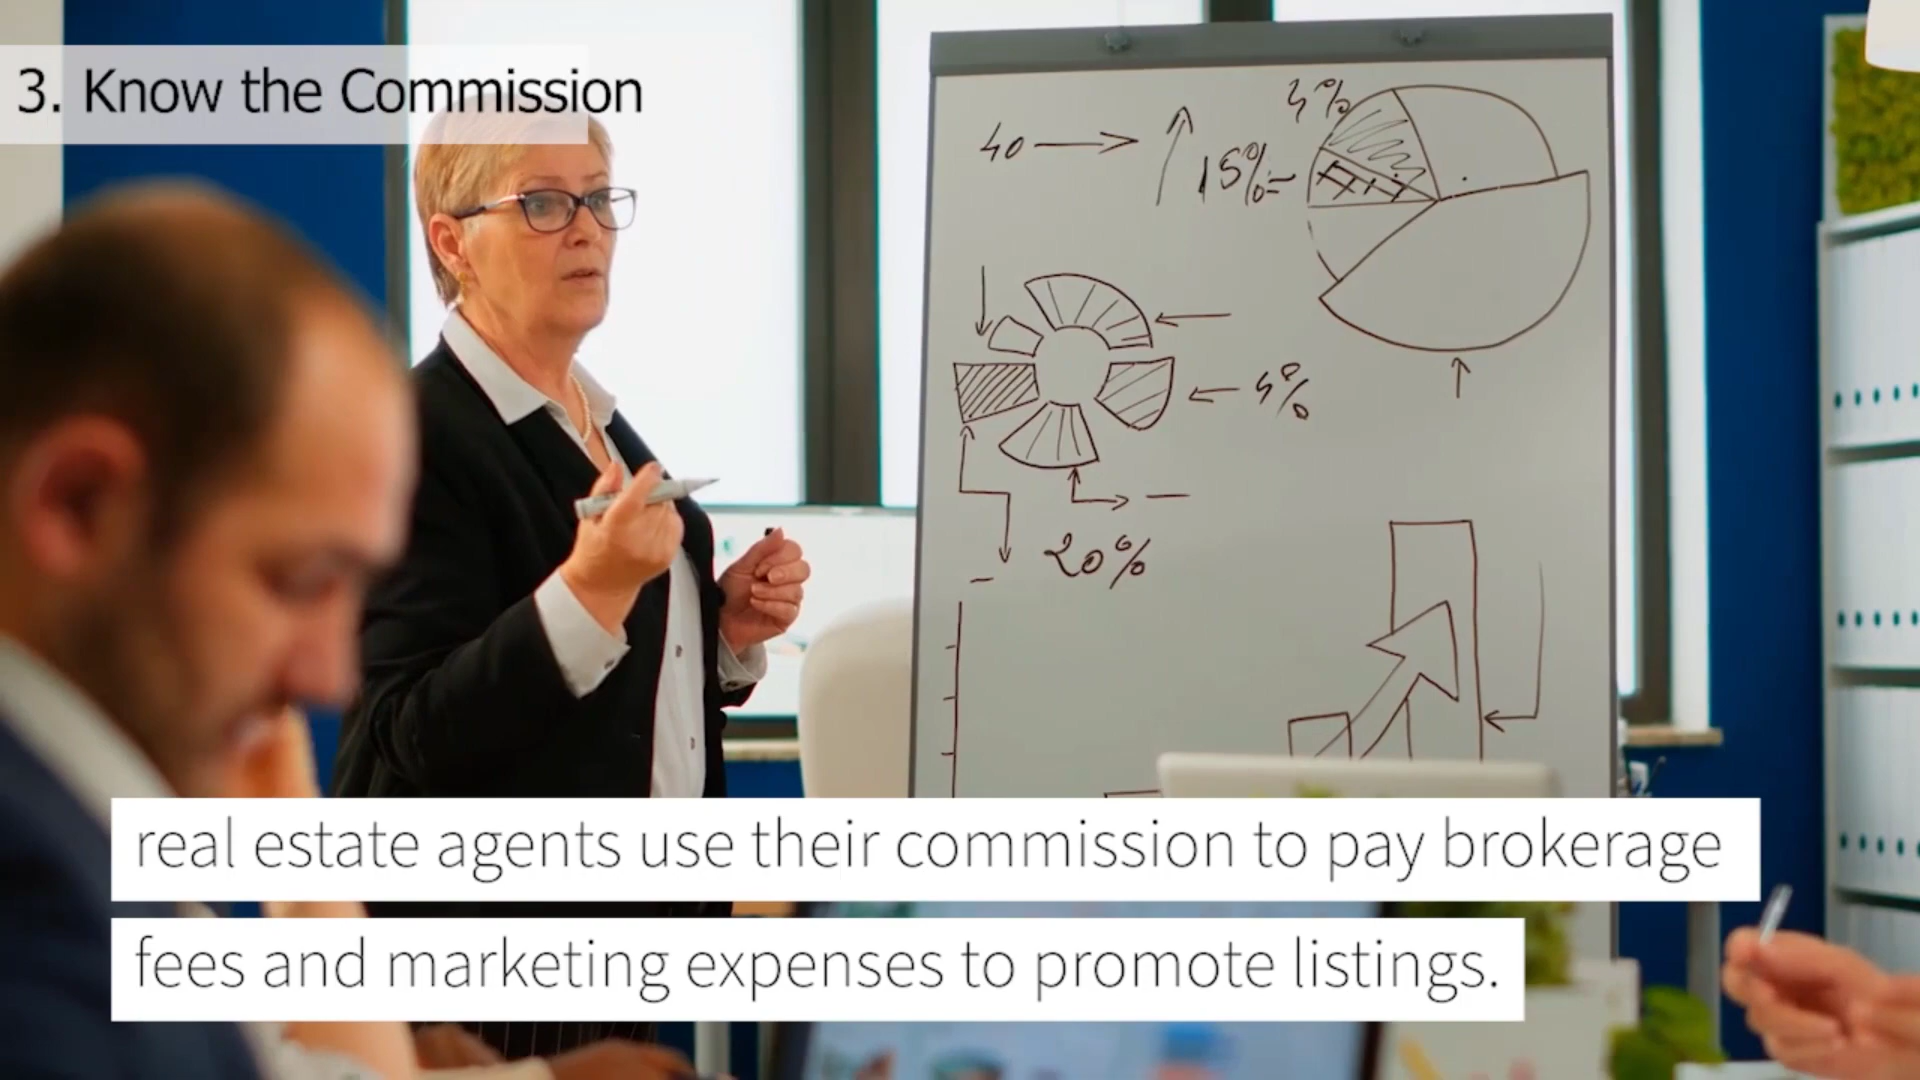 3. Know the Commission
40
15%
20%
real estate agents use their commission to pay brokerage
fees and marketing expenses to promote listings.